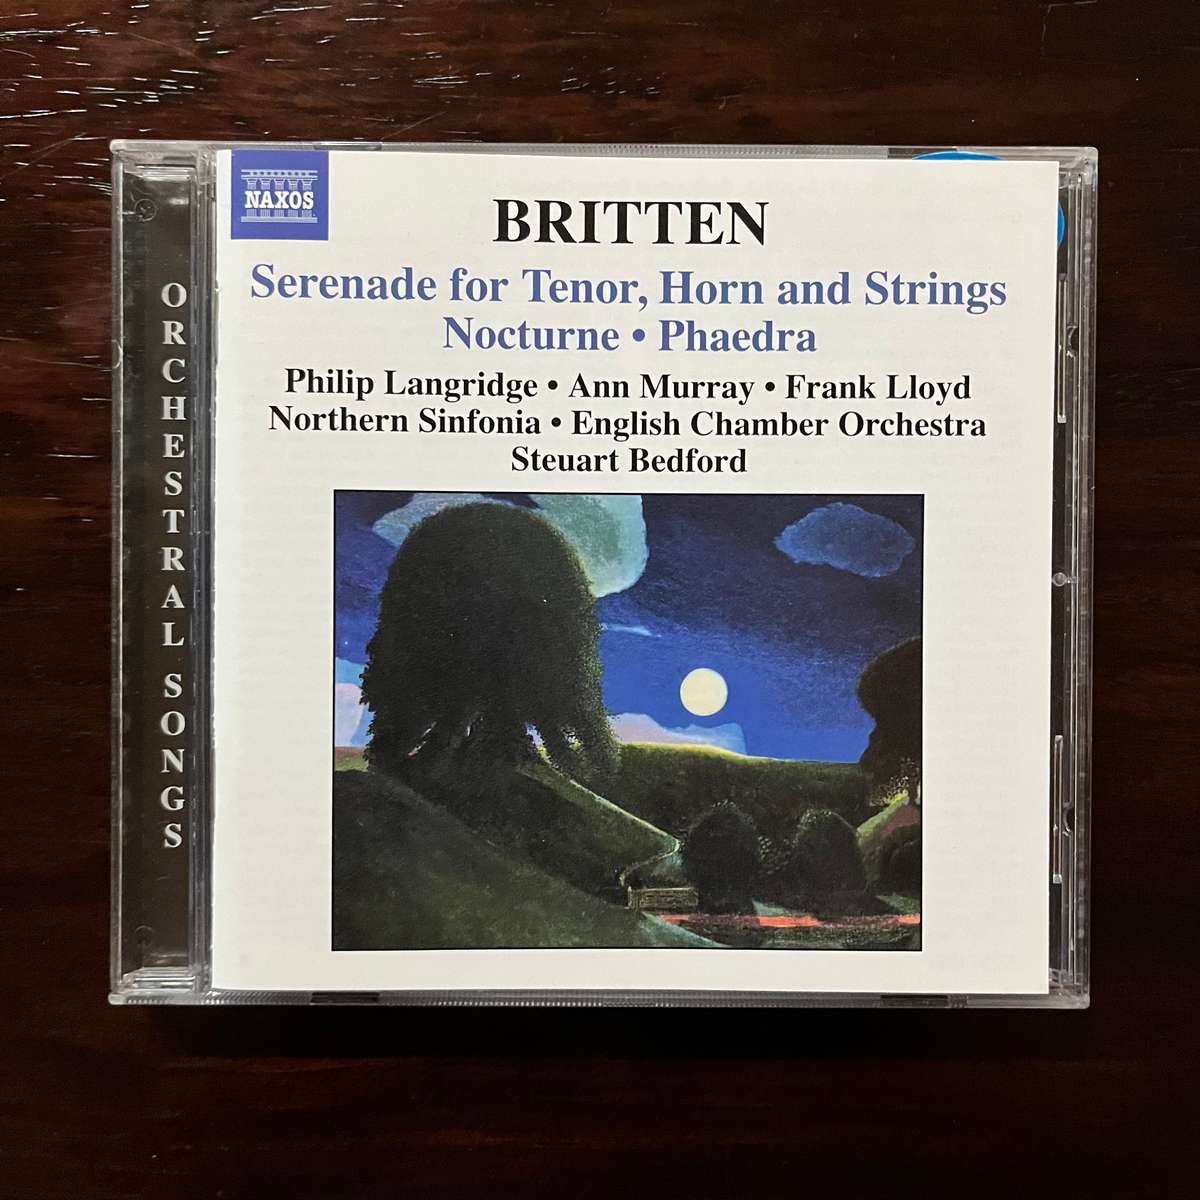 NAXOS
BRITTEN
Serenade for Tenor, Horn and Strings
Nocturne • Phaedra
Philip Langridge • Ann Murray • Frank Lloyd
Northern Sinfonia • English Chamber Orchestra
Steuart Bedford
ORCHESTRAL SONGS